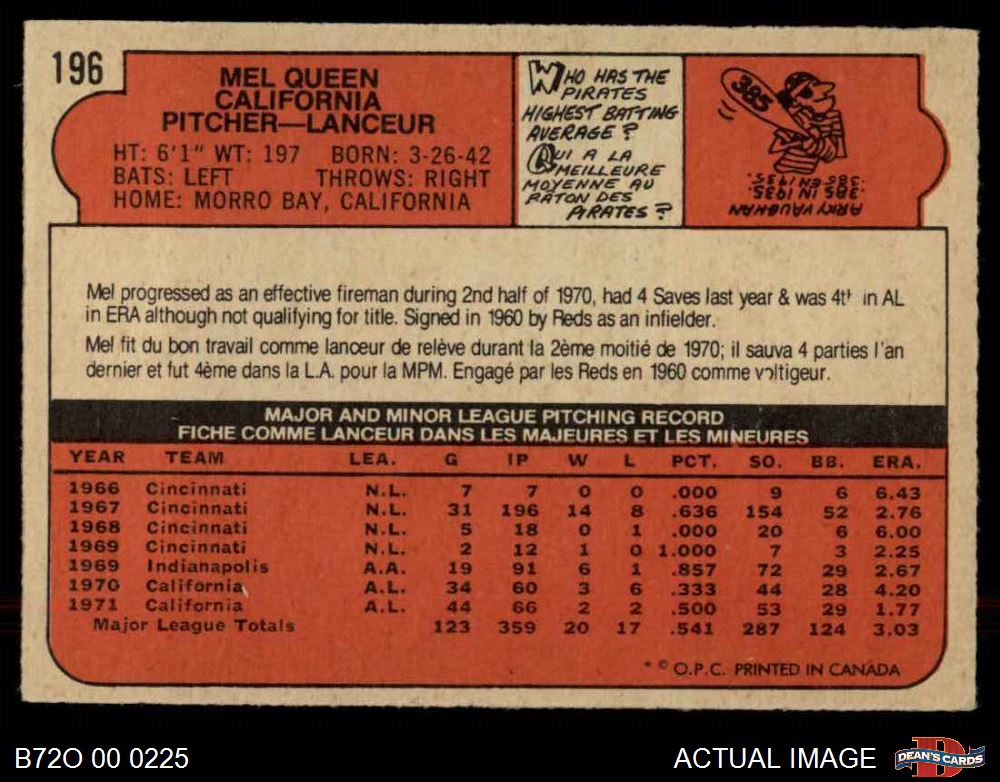 196
MEL QUEEN
CALIFORNIA
PITCHER—LANCEUR
HT: 6'1" WT: 197 BORN: 3-26-42
BATS: LEFT THROWS: RIGHT
HOME: MORRO BAY, CALIFORNIA
WHO HAS THE
PIRATES
HIGHEST BATTING
AVERAGE ?
QUI A LA
MEILLEURE
MOYENNE AU
BATON DES
PIRATES ?
385
ARKY VAUGHAN
.385 IN 1935.
.385 EN 1935.
Mel progressed as an effective fireman during 2nd half of 1970, had 4 Saves last year & was 4th in AL
in ERA although not qualifying for title. Signed in 1960 by Reds as an infielder.
Mel fit du bon travail comme lanceur de relève durant la 2ème moitié de 1970; il sauva 4 parties l'an
dernier et fut 4ème dans la L.A. pour la MPM. Engagé par les Reds en 1960 comme voltigeur.
MAJOR AND MINOR LEAGUE PITCHING RECORD
FICHE COMME LANCEUR DANS LES MAJEURES ET LES MINEURES
YEAR TEAM LEA. G IP W L PCT. SO. BB. ERA.
1966 Cincinnati N.L. 7 7 0 0 .000 9 6 6.43
1967 Cincinnati N.L. 31 196 14 8 .636 154 52 2.76
1968 Cincinnati N.L. 5 18 0 1 .000 20 6 6.00
1969 Cincinnati N.L. 2 12 1 0 1.000 7 3 2.25
1969 Indianapolis A.A. 19 91 6 1 .857 72 29 2.67
1970 California A.L. 34 60 3 6 .333 44 28 4.20
1971 California A.L. 44 66 2 2 .500 53 29 1.77
Major League Totals 123 359 20 17 .541 287 124 3.03
* © O.P.C. PRINTED IN CANADA
B72O 00 0225
ACTUAL IMAGE
D
DEAN'S CARDS